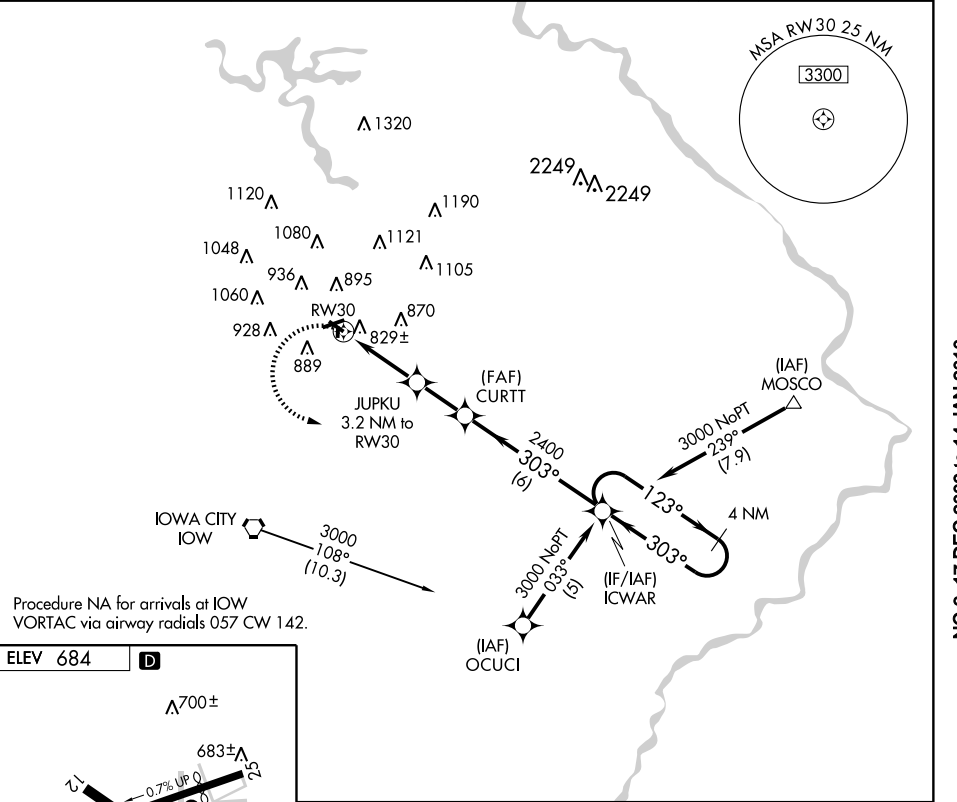 MSA RW30 25 NM
3300
1320
2249
2249
1120
1190
1080
1121
1048
1105
936
895
1060
RW30
870
928
829±
889
(IAF)
MOSCO
(FAF)
CURTT
JUPKU
3.2 NM to
RW30
3000 NoPT
239°
(7.9)
2400
303°
(6)
123°
4 NM
303°
IOWA CITY
IOW
3000
108°
(10.3)
3000 NoPT
033°
(5)
(IF/IAF)
ICWAR
(IAF)
OCUCI
Procedure NA for arrivals at IOW
VORTAC via airway radials 057 CW 142.
ELEV 684
D
700±
683±
0.7% UP
12
25